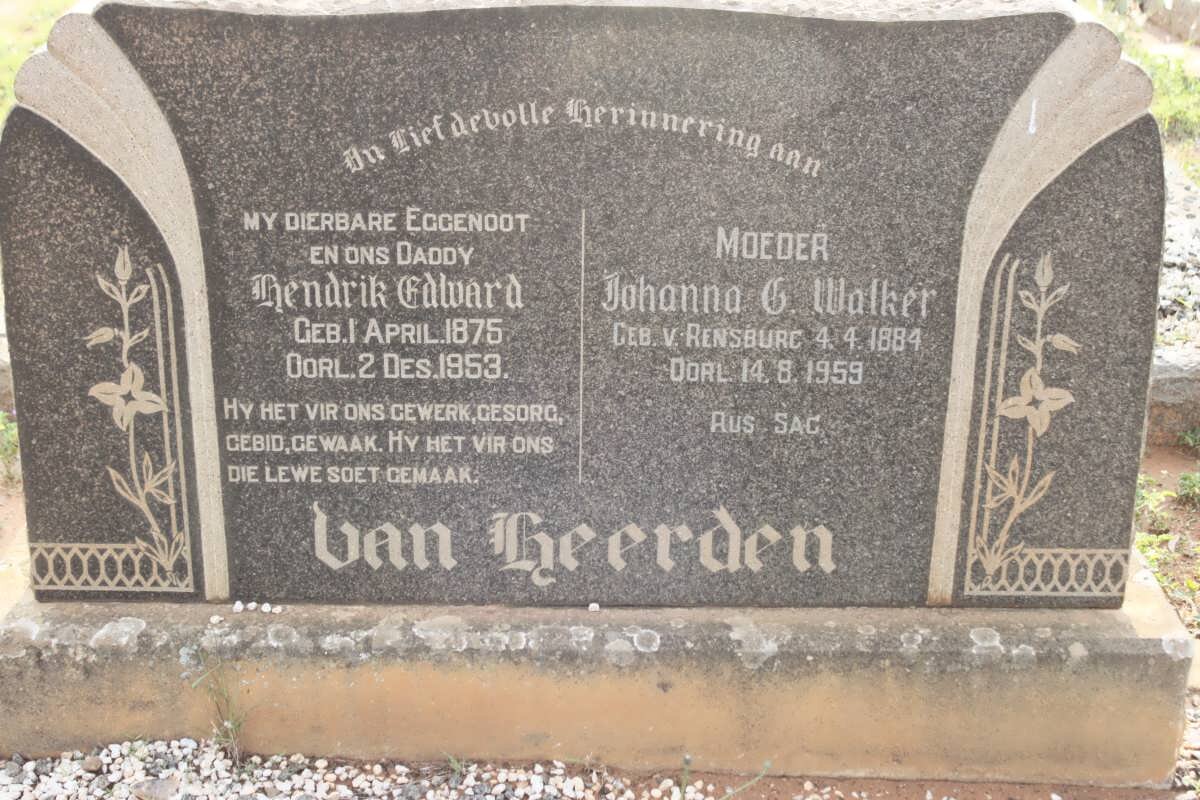 In Liefdevolle Herinnering aan
MY DIERBARE EGGENOOT
EN ONS DADDY
Hendrik Edward
GEB. 1 APRIL. 1875
OORL. 2 DES. 1953.
HY HET VIR ONS GEWERK, GESORG,
GEBID, GEWAAK. HY HET VIR ONS
DIE LEWE SOET GEMAAK.
MOEDER
Johanna G. Walker
GEB. V. RENSBURG 4. 4. 1884
OORL. 14. 8. 1959
RUS SAG
van Heerden